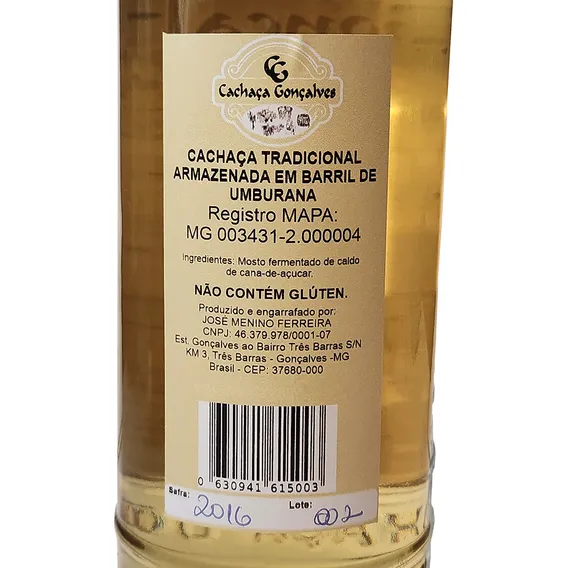 CG
Cachaça Gonçalves
CACHAÇA TRADICIONAL
ARMAZENADA EM BARRIL DE
UMBURANA
Registro MAPA:
MG 003431-2.000004
Ingredientes: Mosto fermentado de caldo
de cana-de-açucar.
NÃO CONTÉM GLÚTEN.
Produzido e engarrafado por:
JOSÉ MENINO FERREIRA
CNPJ: 46.379.978/0001-07
Est, Gonçalves ao Bairro Três Barras S/N
KM 3, Três Barras - Gonçalves -MG
Brasil - CEP: 37680-000
0 630941 615003
Safra: 2016 Lote: 002